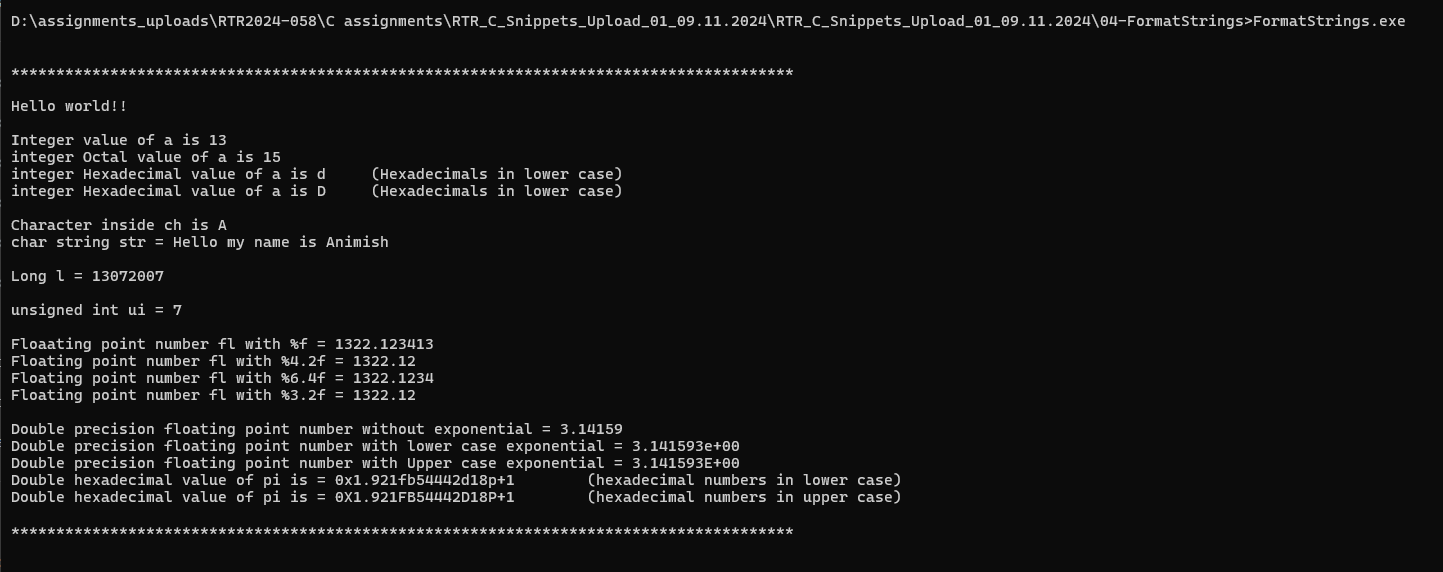 D:\assignments_uploads\RTR2024-058\C assignments\RTR_C_Snippets_Upload_01_09.11.2024\RTR_C_Snippets_Upload_01_09.11.2024\04-FormatStrings>FormatStrings.exe
***************************************************************************************
Hello world!!
Integer value of a is 13
integer Octal value of a is 15
integer Hexadecimal value of a is d     (Hexadecimals in lower case)
integer Hexadecimal value of a is D     (Hexadecimals in lower case)
Character inside ch is A
char string str = Hello my name is Animish
Long l = 13072007
unsigned int ui = 7
Floaating point number fl with %f = 1322.123413
Floating point number fl with %4.2f = 1322.12
Floating point number fl with %6.4f = 1322.1234
Floating point number fl with %3.2f = 1322.12
Double precision floating point number without exponential = 3.14159
Double precision floating point number with lower case exponential = 3.141593e+00
Double precision floating point number with Upper case exponential = 3.141593E+00
Double hexadecimal value of pi is = 0x1.921fb54442d18p+1        (hexadecimal numbers in lower case)
Double hexadecimal value of pi is = 0X1.921FB54442D18P+1        (hexadecimal numbers in upper case)
***************************************************************************************